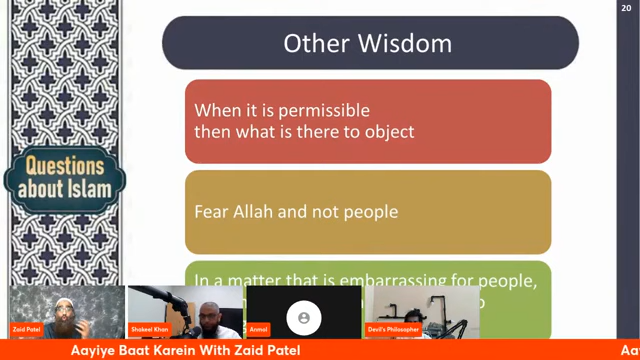 20
Other Wisdom
When it is permissible
then what is there to object
Questions
about Islam
Fear Allah and not people
In a matter that is embarrassing for people,
Zaid Patel
Shakeel Khan
Anmol
Devil's Philosopher
Aayiye Baat Karein With Zaid Patel
Aa